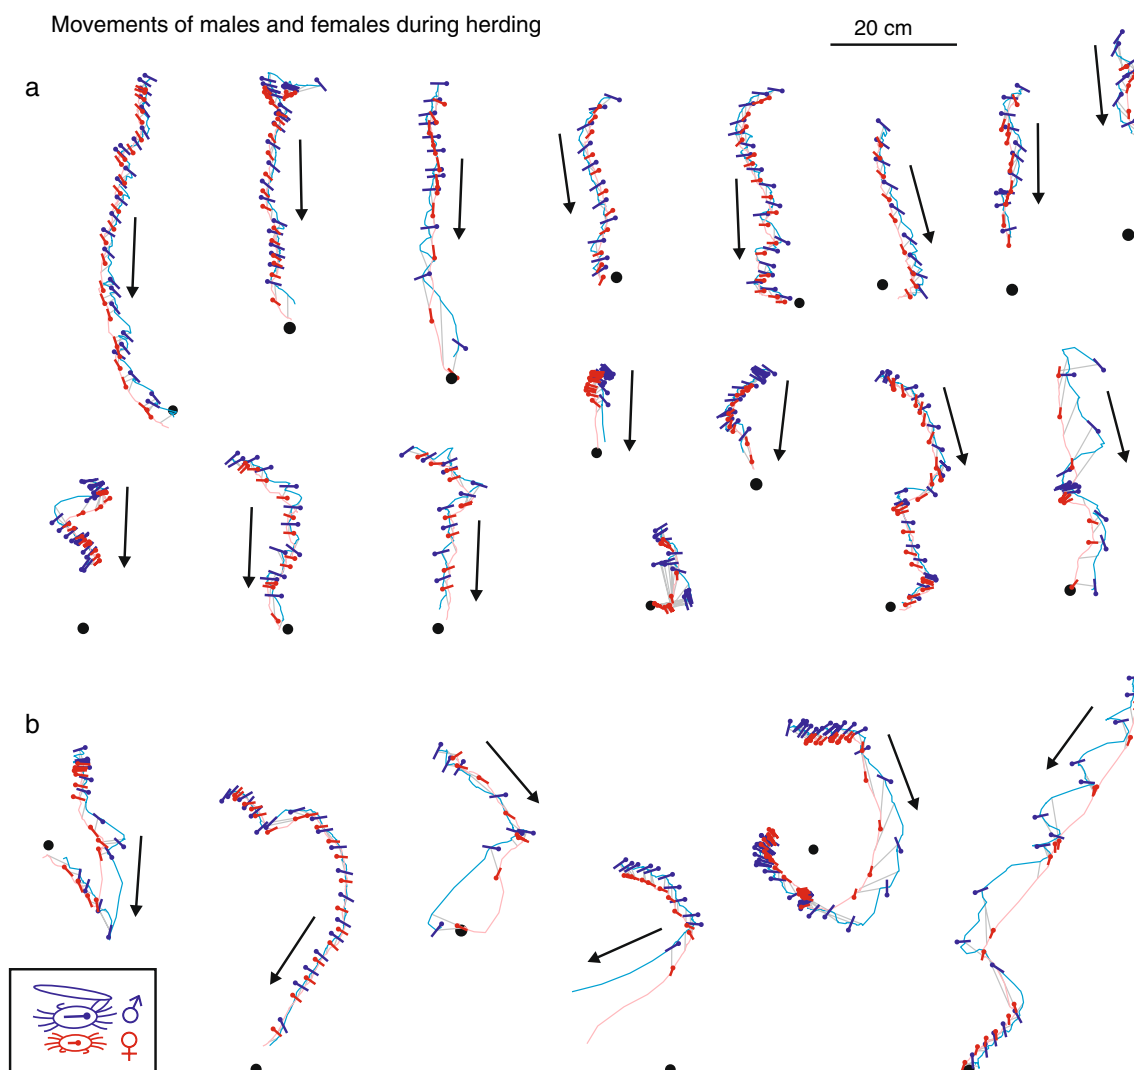 Movements of males and females during herding
20 cm
a
b
♂
♀